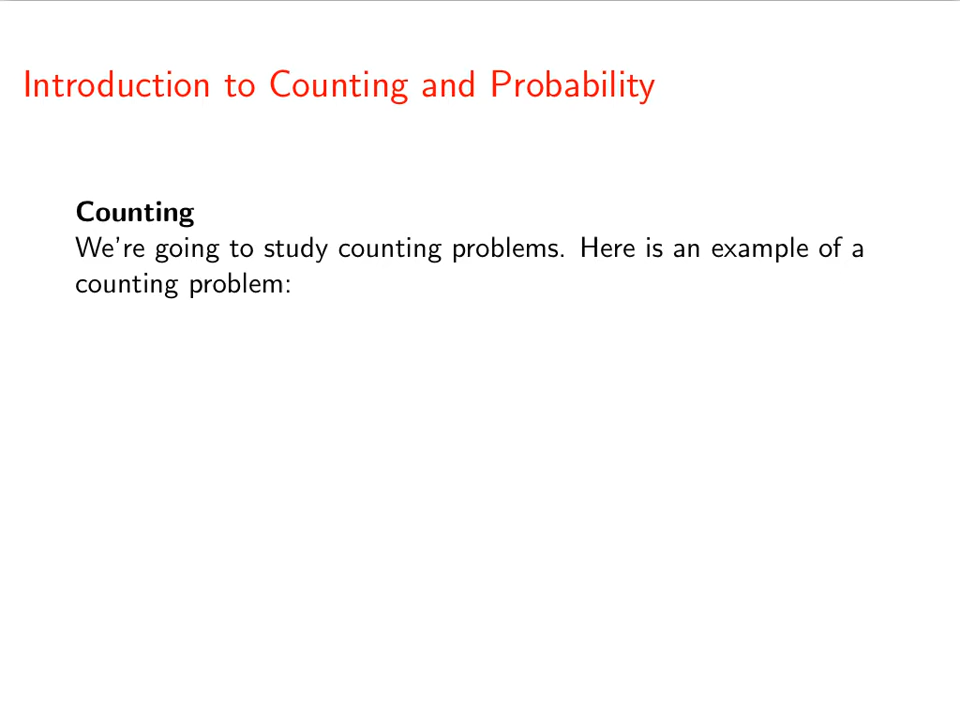 Introduction to Counting and Probability
Counting
We're going to study counting problems. Here is an example of a
counting problem: